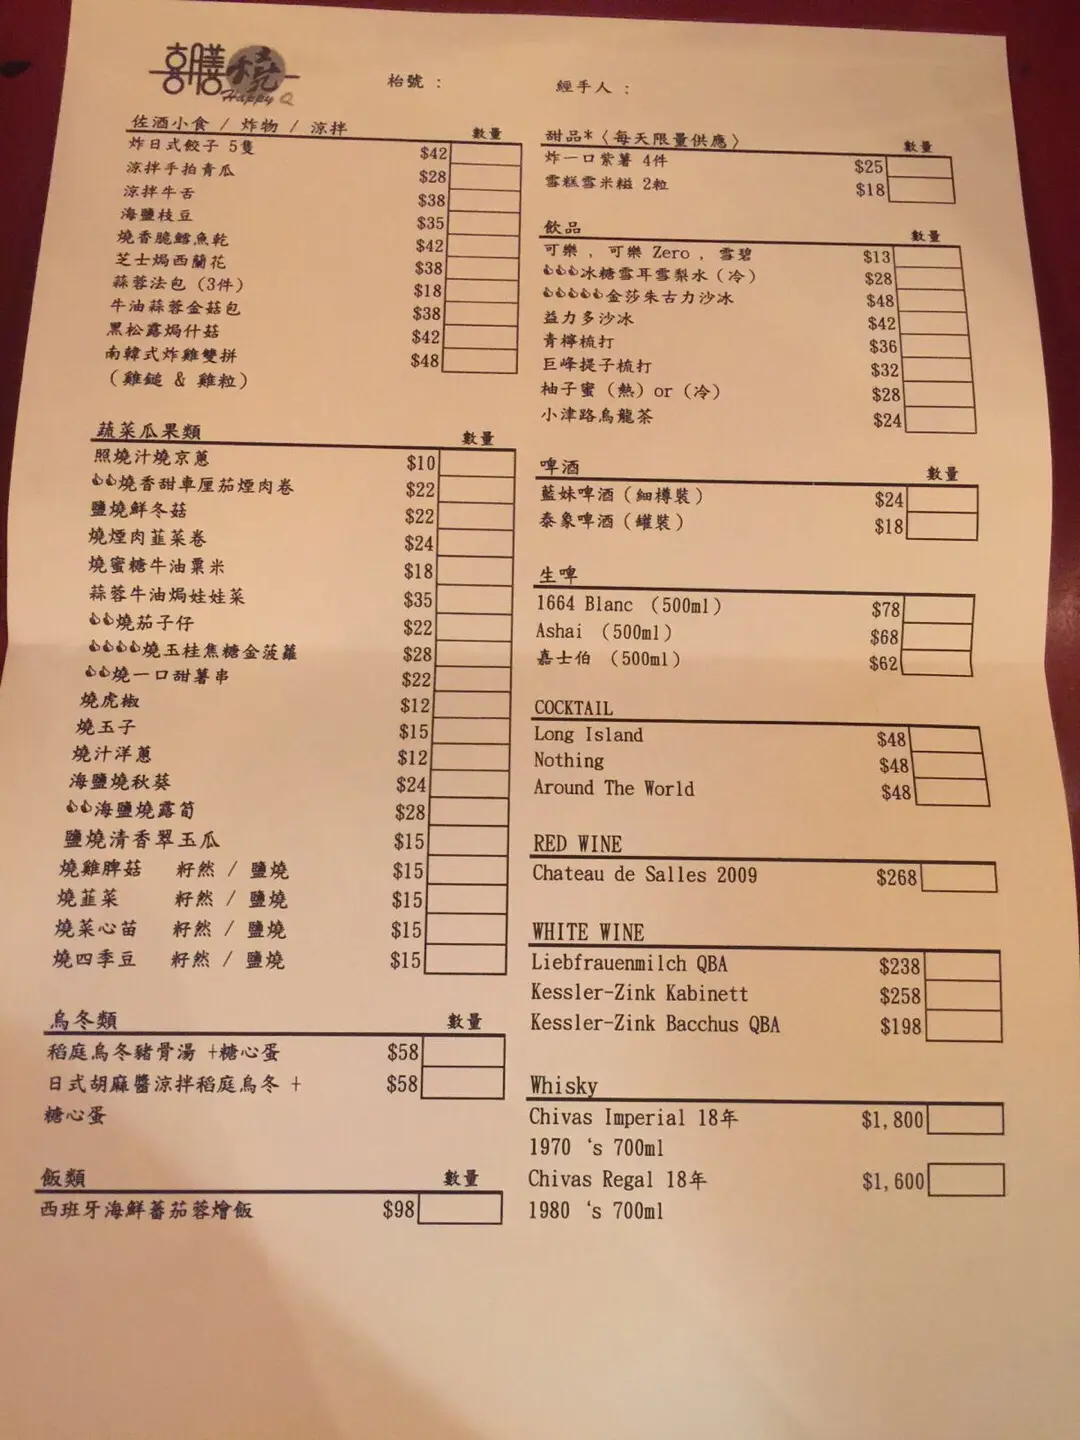 喜膳燒
Happy Q
枱號 :
經手人 :
佐酒小食 / 炸物 / 涼拌 數量
炸日式餃子 5隻 $42
涼拌手拍青瓜 $28
涼拌牛舌 $38
海鹽枝豆 $35
燒香脆鱈魚乾 $42
芝士焗西蘭花 $38
蒜蓉法包 (3件) $18
牛油蒜蓉金菇包 $38
黑松露焗什菇 $42
南韓式炸雞雙拼 $48
(雞鎚 & 雞粒)
蔬菜瓜果類 數量
照燒汁燒京蔥 $10
👍👍燒香甜車厘茄煙肉卷 $22
鹽燒鮮冬菇 $22
燒煙肉韮菜卷 $24
燒蜜糖牛油粟米 $18
蒜蓉牛油焗娃娃菜 $35
👍👍燒茄子仔 $22
👍👍👍👍燒玉桂焦糖金菠蘿 $28
👍👍燒一口甜薯串 $22
燒虎椒 $12
燒玉子 $15
燒汁洋蔥 $12
海鹽燒秋葵 $24
👍👍海鹽燒露筍 $28
鹽燒清香翠玉瓜 $15
燒雞脾菇 籽然 / 鹽燒 $15
燒韮菜 籽然 / 鹽燒 $15
燒菜心苗 籽然 / 鹽燒 $15
燒四季豆 籽然 / 鹽燒 $15
烏冬類 數量
稻庭烏冬豬骨湯 +糖心蛋 $58
日式胡麻醬涼拌稻庭烏冬 + $58
糖心蛋
飯類 數量
西班牙海鮮蕃茄蓉燴飯 $98
甜品*〈每天限量供應〉 數量
炸一口紫薯 4件 $25
雪糕雪米糍 2粒 $18
飲品 數量
可樂 , 可樂 Zero , 雪碧 $13
👍👍👍冰糖雪耳雪梨水 (冷) $28
👍👍👍👍👍金莎朱古力沙冰 $48
益力多沙冰 $42
青檸梳打 $36
巨峰提子梳打 $32
柚子蜜 (熱) or (冷) $28
小津路烏龍茶 $24
啤酒 數量
藍妹啤酒 (細樽裝) $24
泰象啤酒 (罐裝) $18
生啤
1664 Blanc (500ml) $78
Ashai (500ml) $68
嘉士伯 (500ml) $62
COCKTAIL
Long Island $48
Nothing $48
Around The World $48
RED WINE
Chateau de Salles 2009 $268
WHITE WINE
Liebfrauenmilch QBA $238
Kessler-Zink Kabinett $258
Kessler-Zink Bacchus QBA $198
Whisky
Chivas Imperial 18年 $1,800
1970 ‘s 700ml
Chivas Regal 18年 $1,600
1980 ‘s 700ml